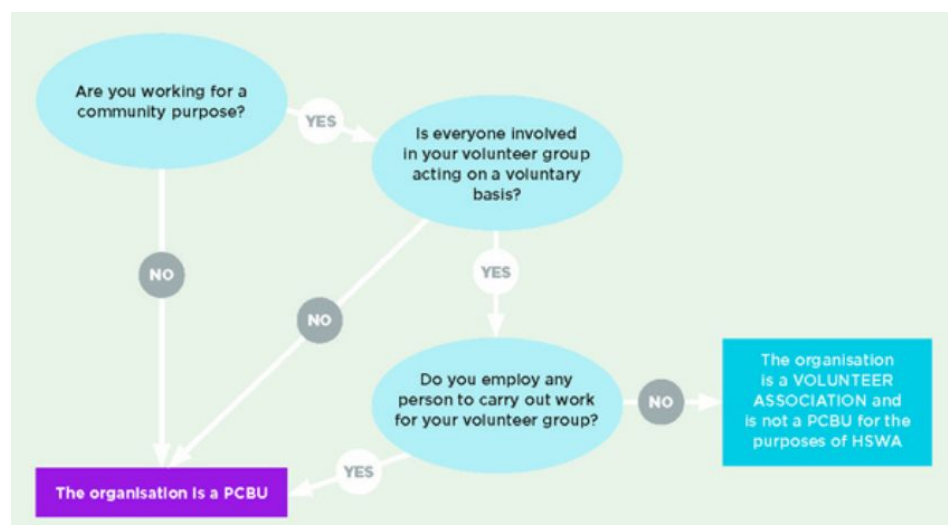 Are you working for a
community purpose?
YES
Is everyone involved
in your volunteer group
acting on a voluntary
basis?
NO
YES
NO
Do you employ any
person to carry out work
for your volunteer group?
NO
The organisation
is a VOLUNTEER
ASSOCIATION and
is not a PCBU for the
purposes of HSWA
YES
The organisation is a PCBU